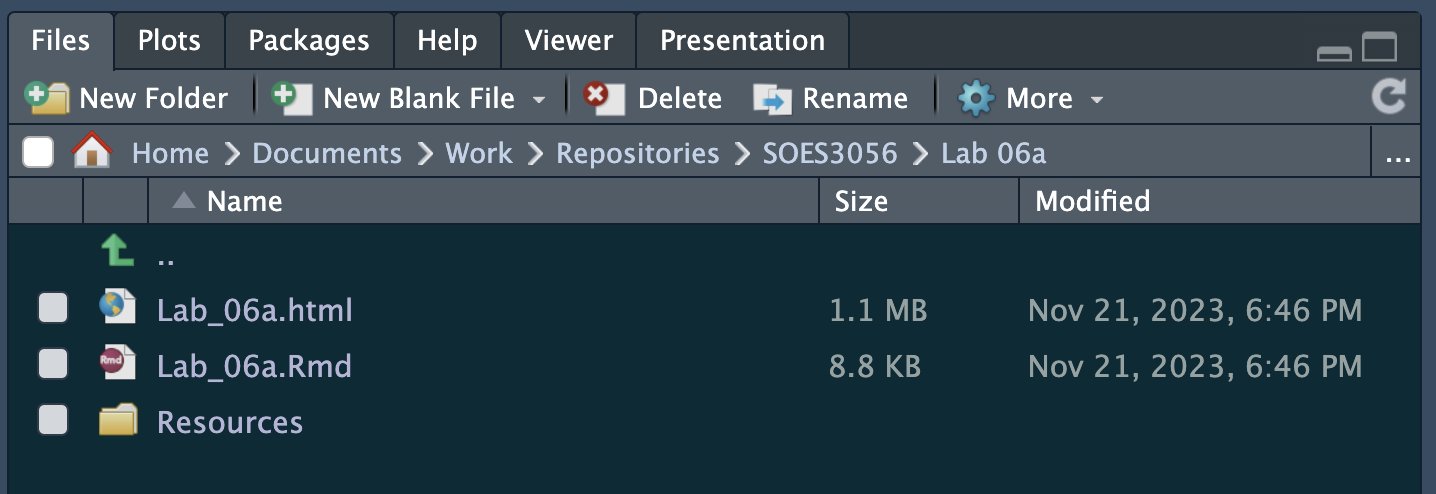 Files Plots Packages Help Viewer Presentation
New Folder New Blank File Delete Rename More
Home Documents Work Repositories SOES3056 Lab 06a ...
Name Size Modified
..
Lab_06a.html 1.1 MB Nov 21, 2023, 6:46 PM
Rmd Lab_06a.Rmd 8.8 KB Nov 21, 2023, 6:46 PM
Resources